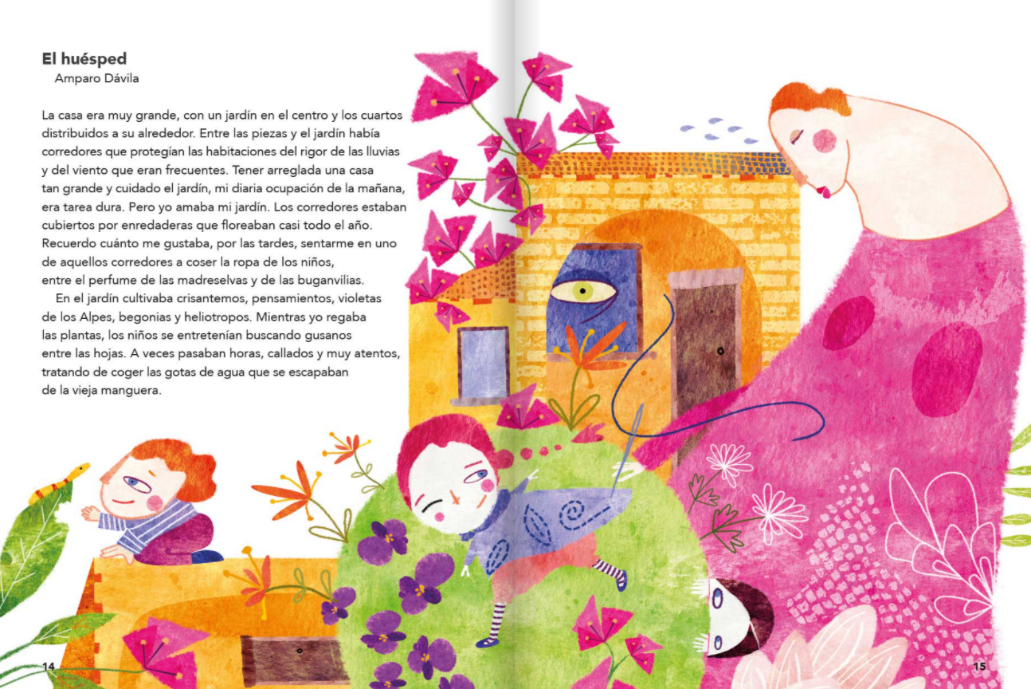 El huésped
Amparo Dávila
La casa era muy grande, con un jardín en el centro y los cuartos
distribuidos a su alrededor. Entre las piezas y el jardín había
corredores que protegían las habitaciones del rigor de las lluvias
y del viento que eran frecuentes. Tener arreglada una casa
tan grande y cuidado el jardín, mi diaria ocupación de la mañana,
era tarea dura. Pero yo amaba mi jardín. Los corredores estaban
cubiertos por enredaderas que floreaban casi todo el año.
Recuerdo cuánto me gustaba, por las tardes, sentarme en uno
de aquellos corredores a coser la ropa de los niños,
entre el perfume de las madreselvas y de las buganvilias.
En el jardín cultivaba crisantemos, pensamientos, violetas
de los Alpes, begonias y heliotropos. Mientras yo regaba
las plantas, los niños se entretenían buscando gusanos
entre las hojas. A veces pasaban horas, callados y muy atentos,
tratando de coger las gotas de agua que se escapaban
de la vieja manguera.
14
15